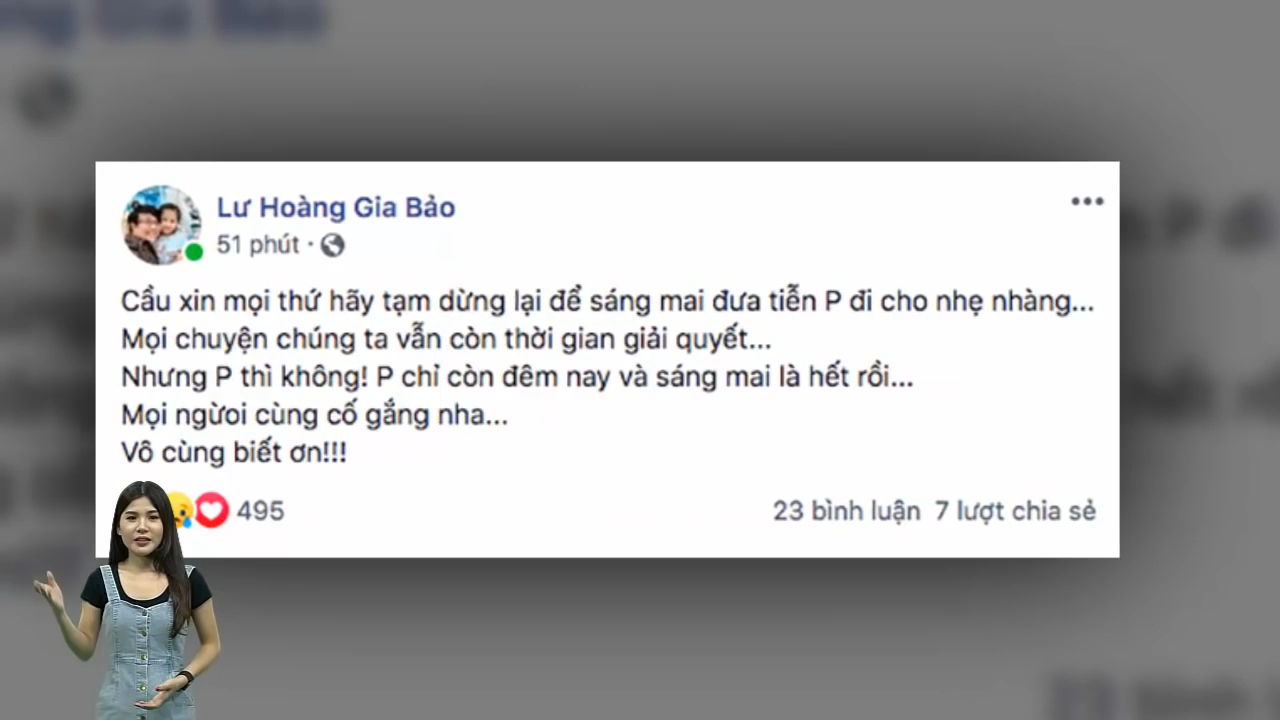 Lư Hoàng Gia Bảo
51 phút ·
Cầu xin mọi thứ hãy tạm dừng lại để sáng mai đưa tiễn P đi cho nhẹ nhàng...
Mọi chuyện chúng ta vẫn còn thời gian giải quyết...
Nhưng P thì không! P chỉ còn đêm nay và sáng mai là hết rồi...
Mọi ngừoi cùng cố gắng nha...
Vô cùng biết ơn!!!
495 23 bình luận 7 lượt chia sẻ